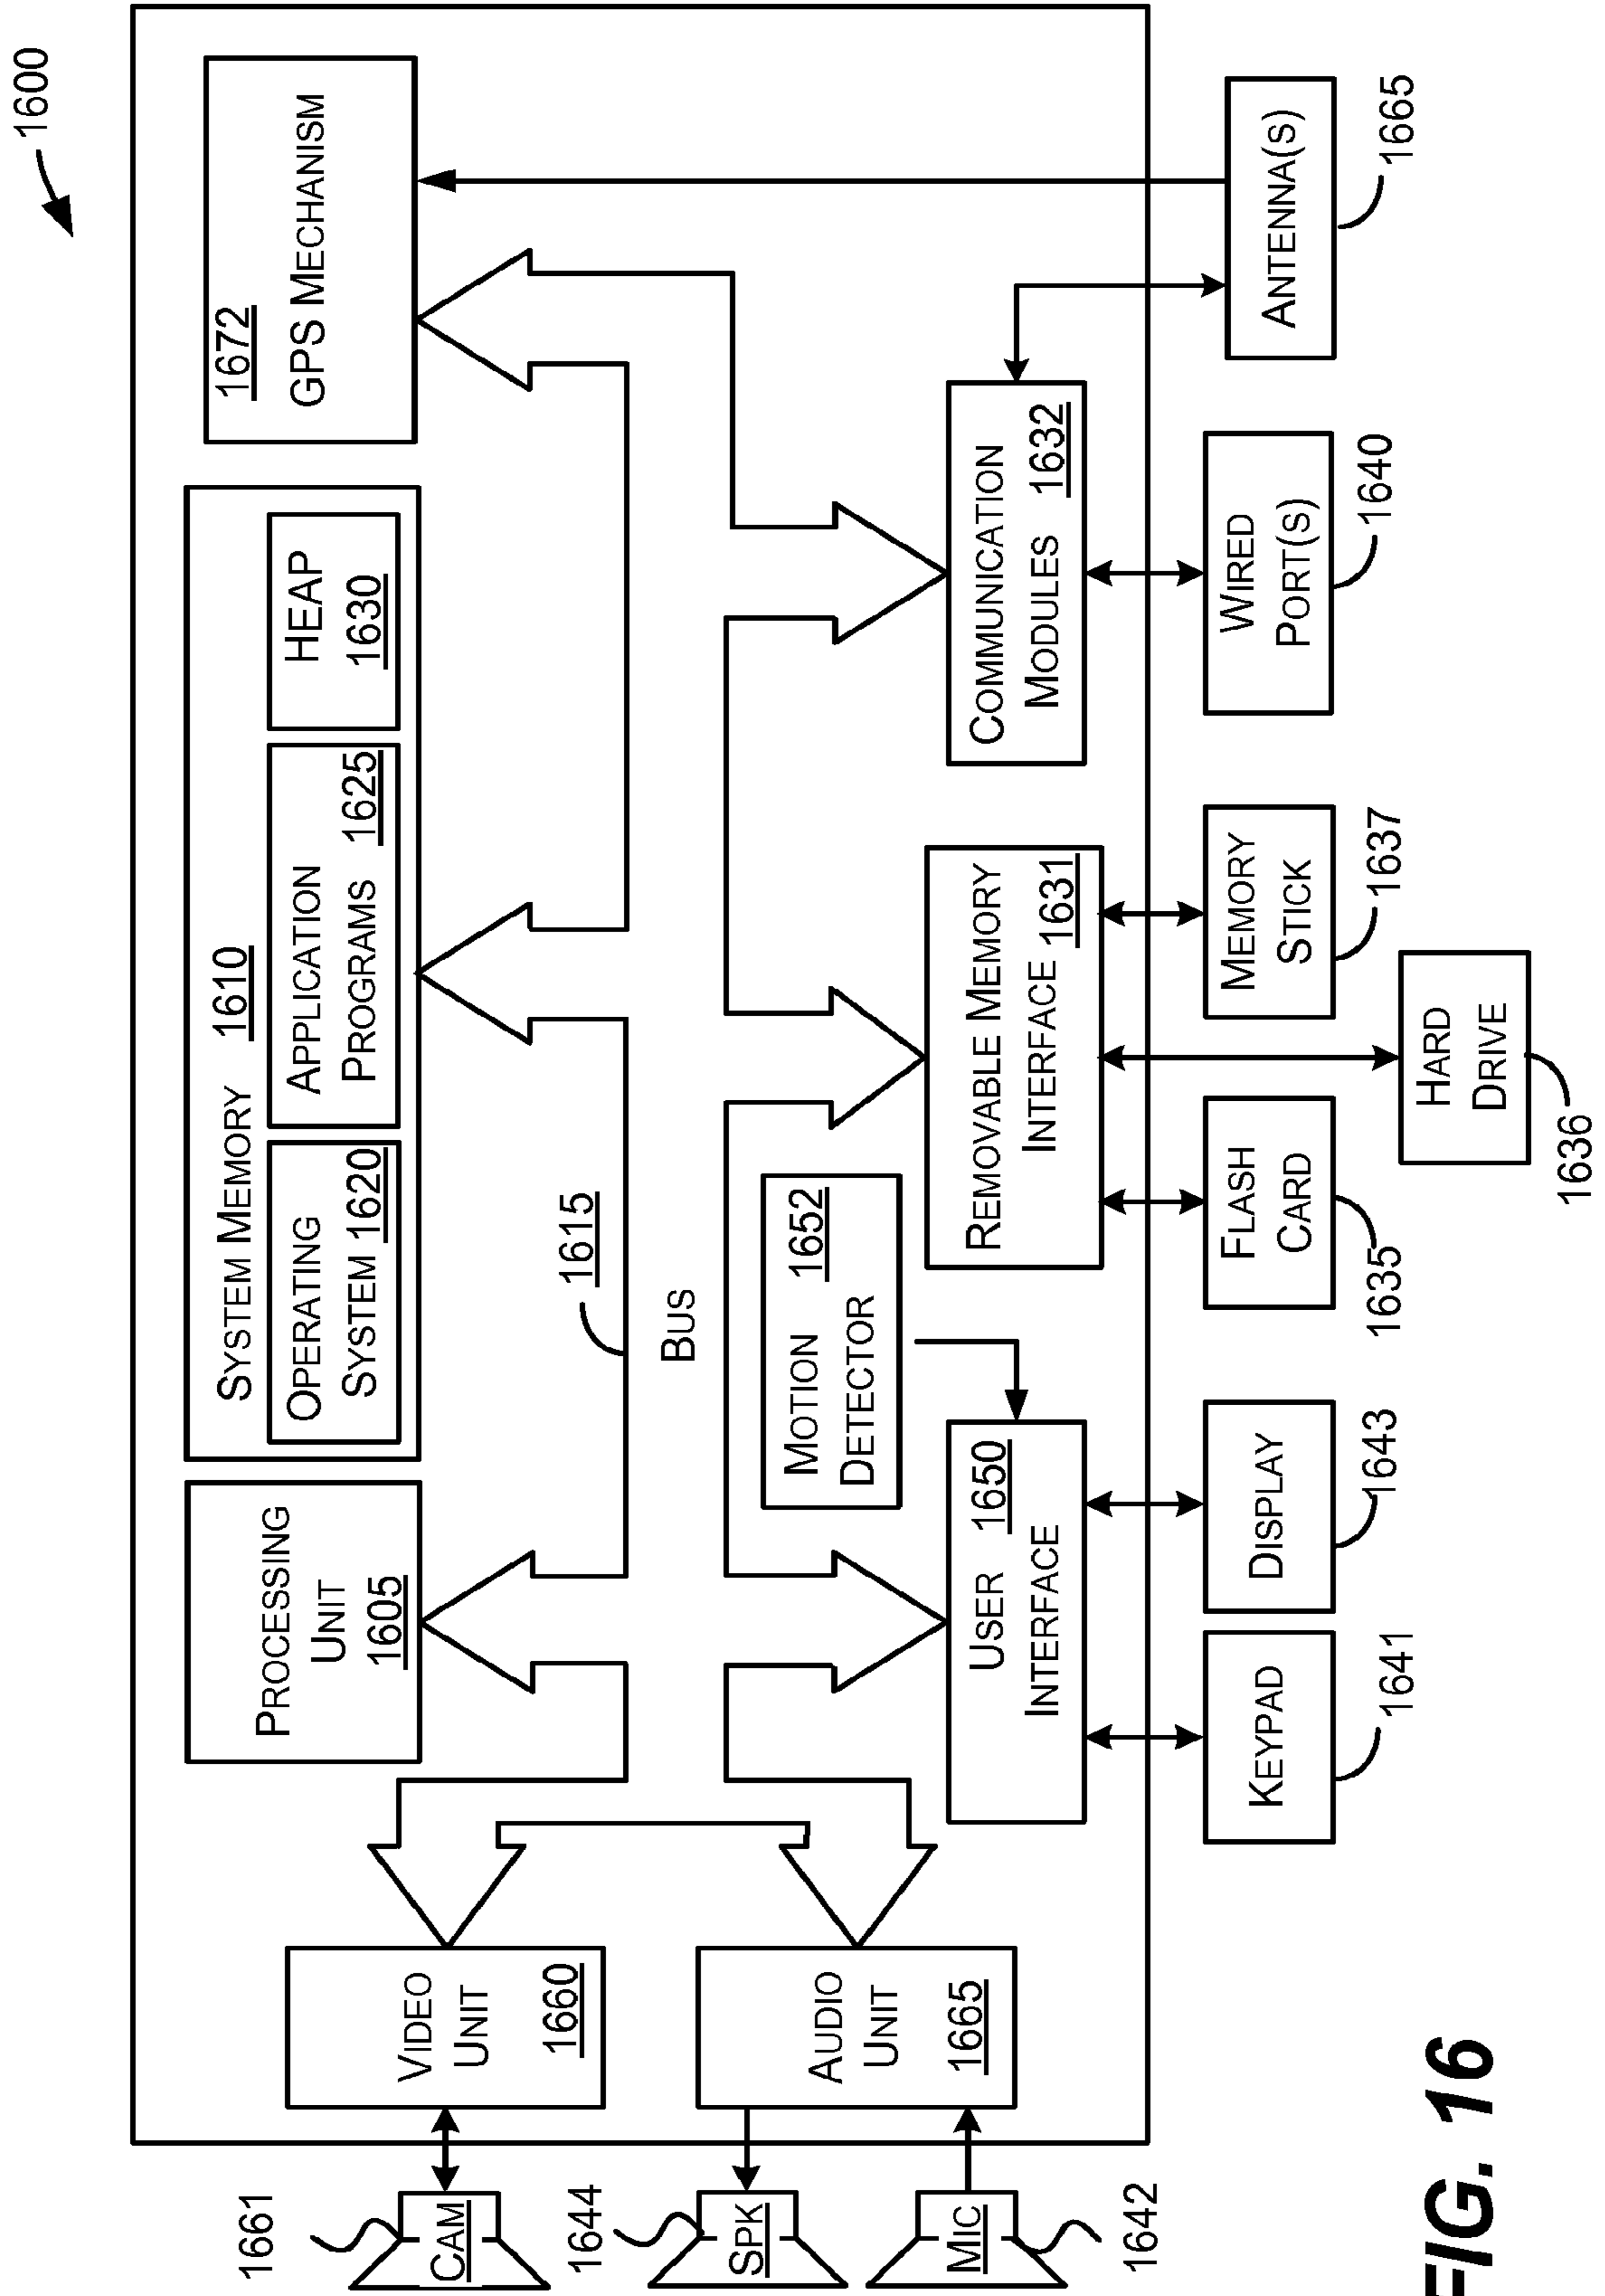 1600
PROCESSING
UNIT
1605
SYSTEM MEMORY 1610
OPERATING
SYSTEM 1620
APPLICATION
PROGRAMS 1625
HEAP
1630
1672
GPS MECHANISM
1615
BUS
VIDEO
UNIT
1660
AUDIO
UNIT
1665
1661
CAM
1644
SPK
MIC
1642
MOTION 1652
DETECTOR
USER 1650
INTERFACE
REMOVABLE MEMORY
INTERFACE 1631
COMMUNICATION
MODULES 1632
KEYPAD
1641
DISPLAY
1643
FLASH
CARD
1635
HARD
DRIVE
1636
MEMORY
STICK
1637
WIRED
PORT(S)
1640
ANTENNA(S)
1665
FIG. 16